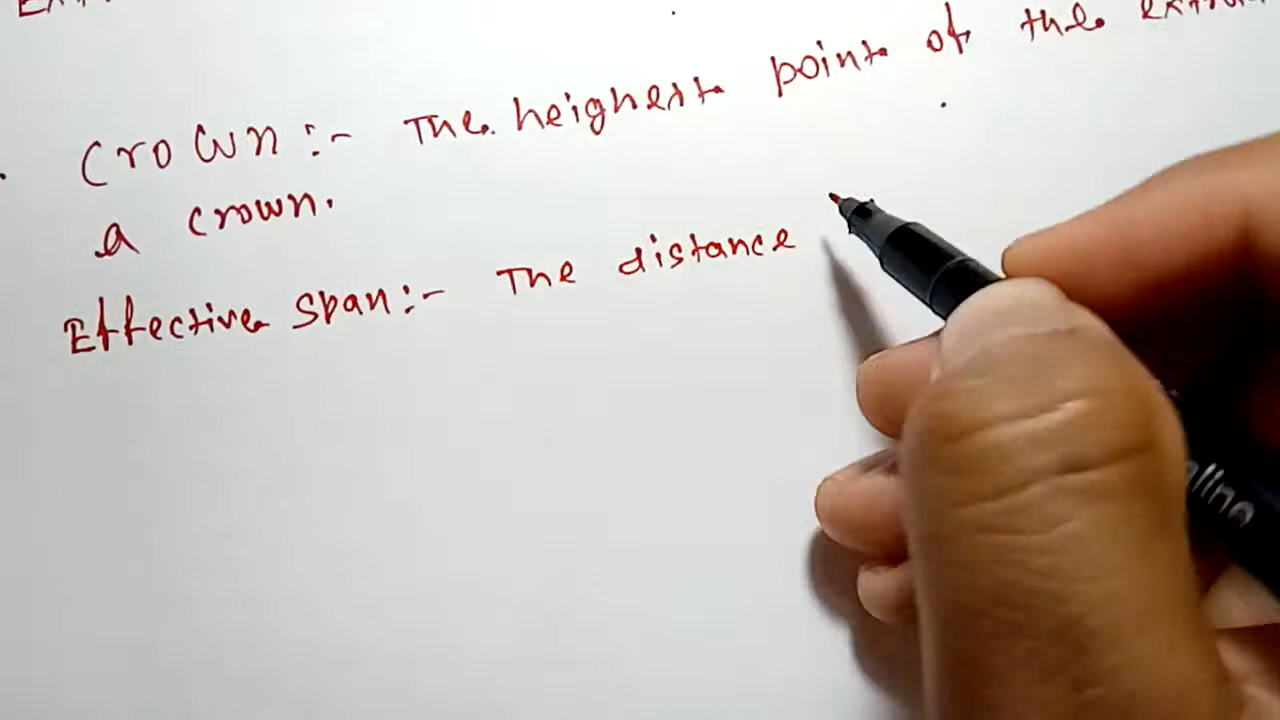 Crown:- The heighest point of the
a crown.
Effective span:- The distance